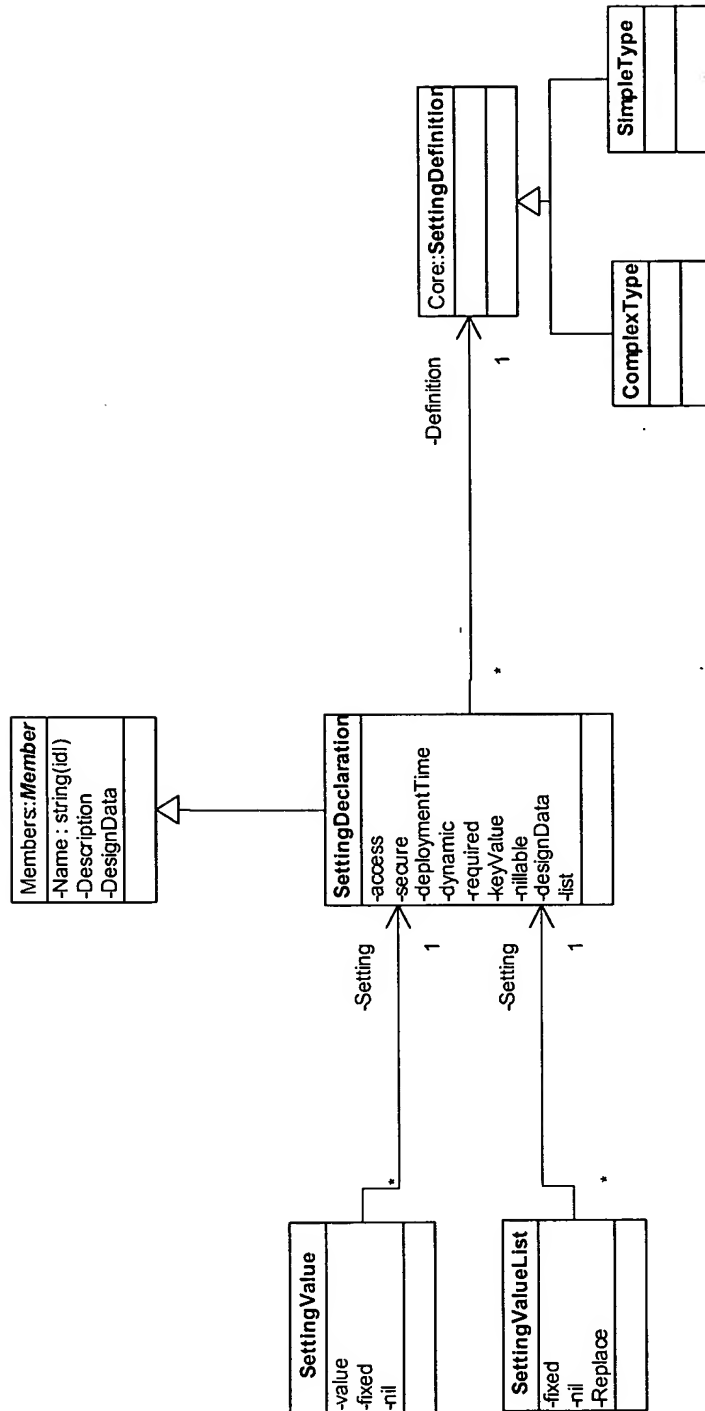 Members::Member
-Name : string(idl)
-Description
-DesignData
SettingValue
-value
-fixed
-nil
-Setting
1
*
SettingDeclaration
-access
-secure
-deploymentTime
-dynamic
-required
-keyValue
-nillable
-designData
-list
-Definition
1
*
Core::SettingDefinition
SettingValueList
-fixed
-nil
-Replace
-Setting
1
*
ComplexType
SimpleType